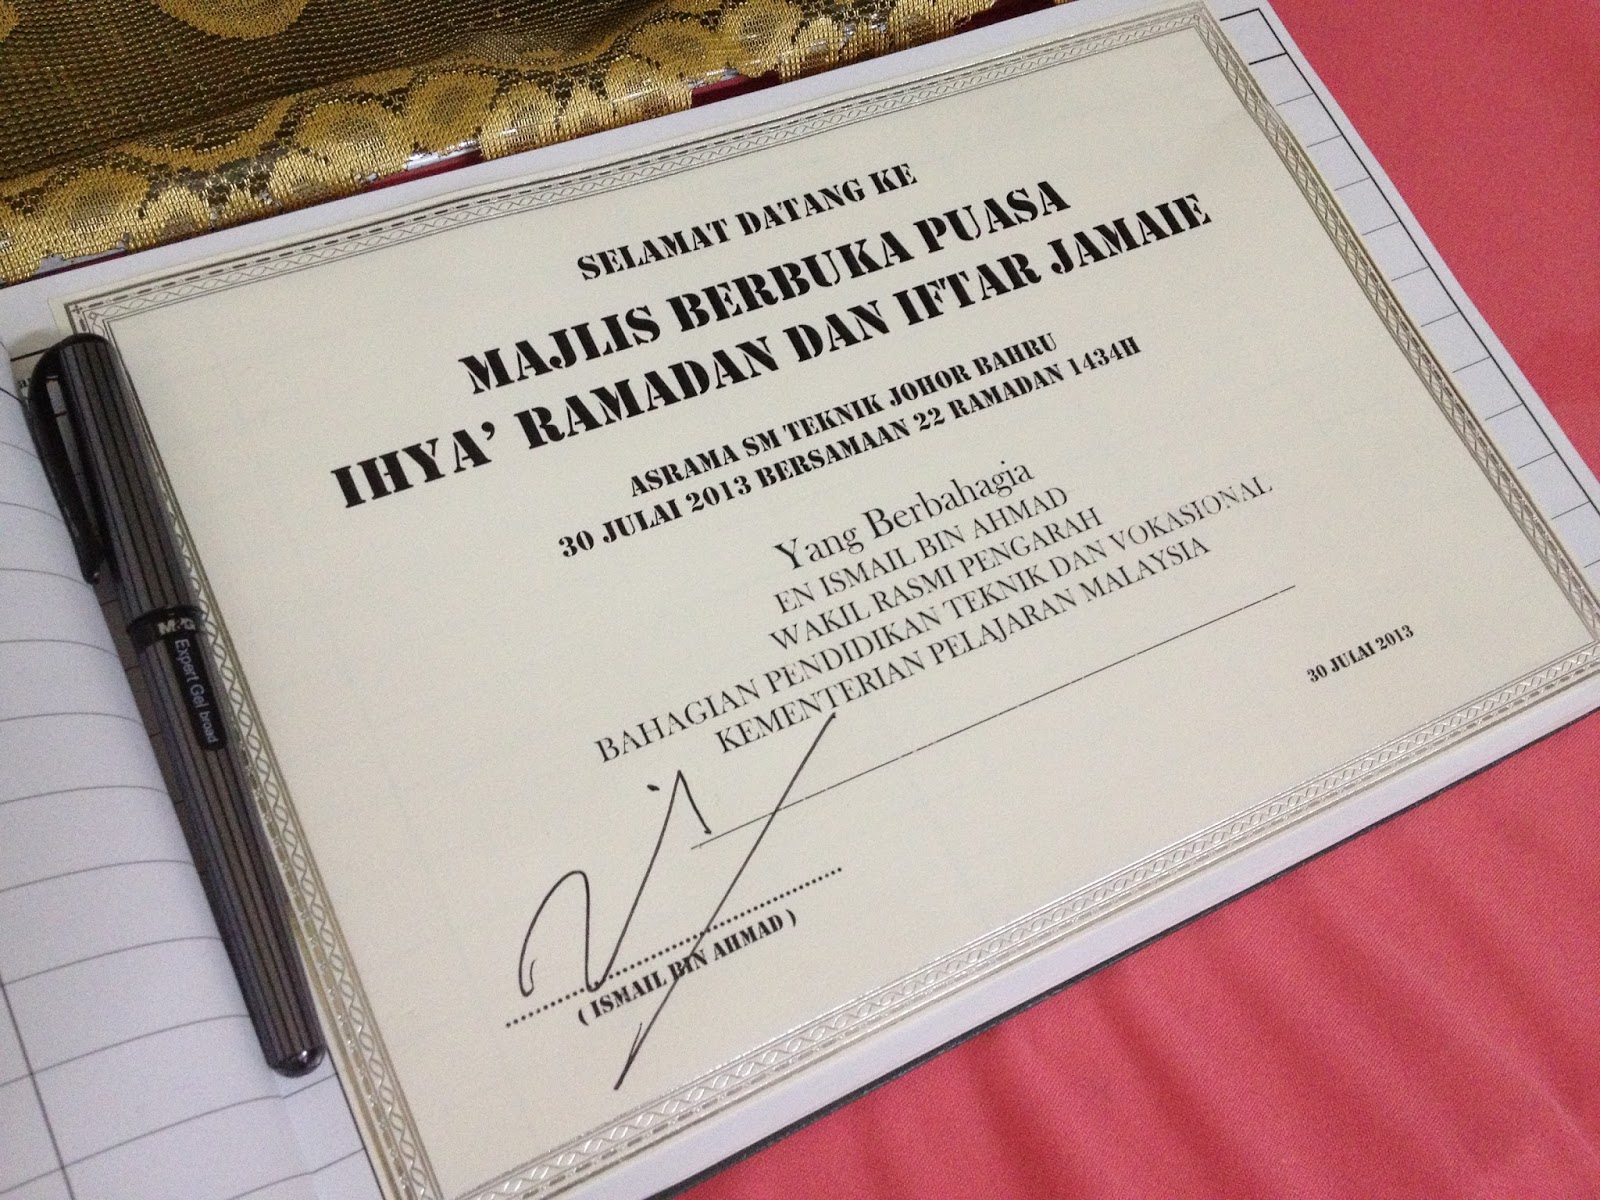 SELAMAT DATANG KE
MAJLIS BERBUKA PUASA
IHYA' RAMADAN DAN IFTAR JAMAIE
ASRAMA SM TEKNIK JOHOR BAHRU
30 JULAI 2013 BERSAMAAN 22 RAMADAN 1434H
Yang Berbahagia
EN ISMAIL BIN AHMAD
WAKIL RASMI PENGARAH
BAHAGIAN PENDIDIKAN TEKNIK DAN VOKASIONAL
KEMENTERIAN PELAJARAN MALAYSIA
30 JULAI 2013
( ISMAIL BIN AHMAD )
M&G
Expert Gel broad